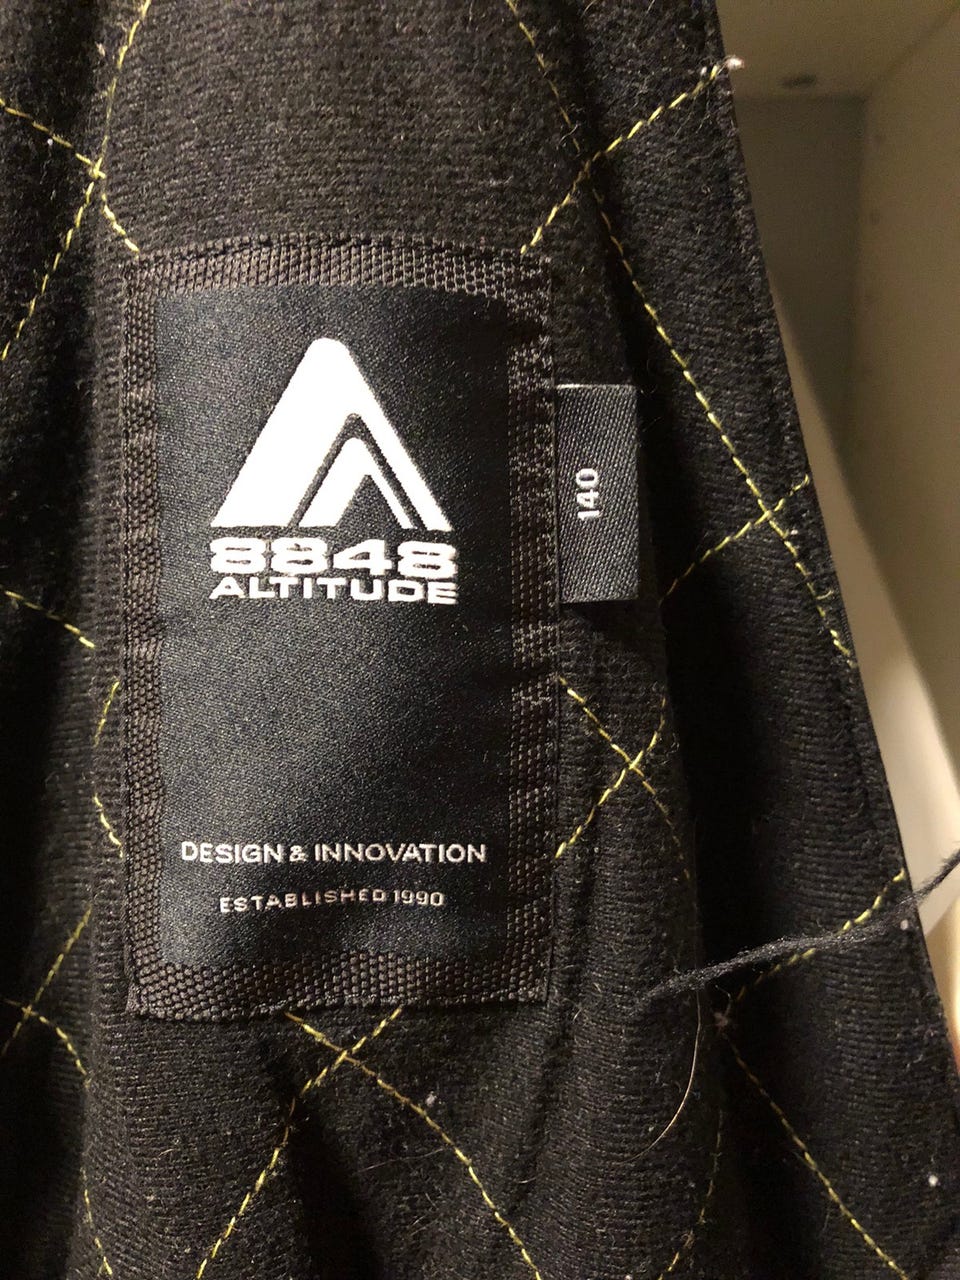 8848
ALTITUDE
140
DESIGN & INNOVATION
ESTABLISHED 1990